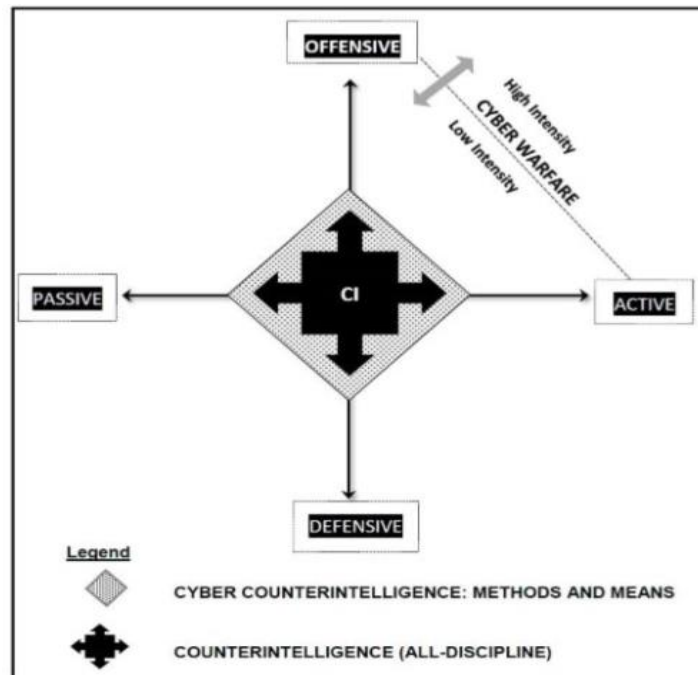 OFFENSIVE
High Intensity
CYBER WARFARE
Low Intensity
PASSIVE
CI
ACTIVE
DEFENSIVE
Legend
CYBER COUNTERINTELLIGENCE: METHODS AND MEANS
COUNTERINTELLIGENCE (ALL-DISCIPLINE)